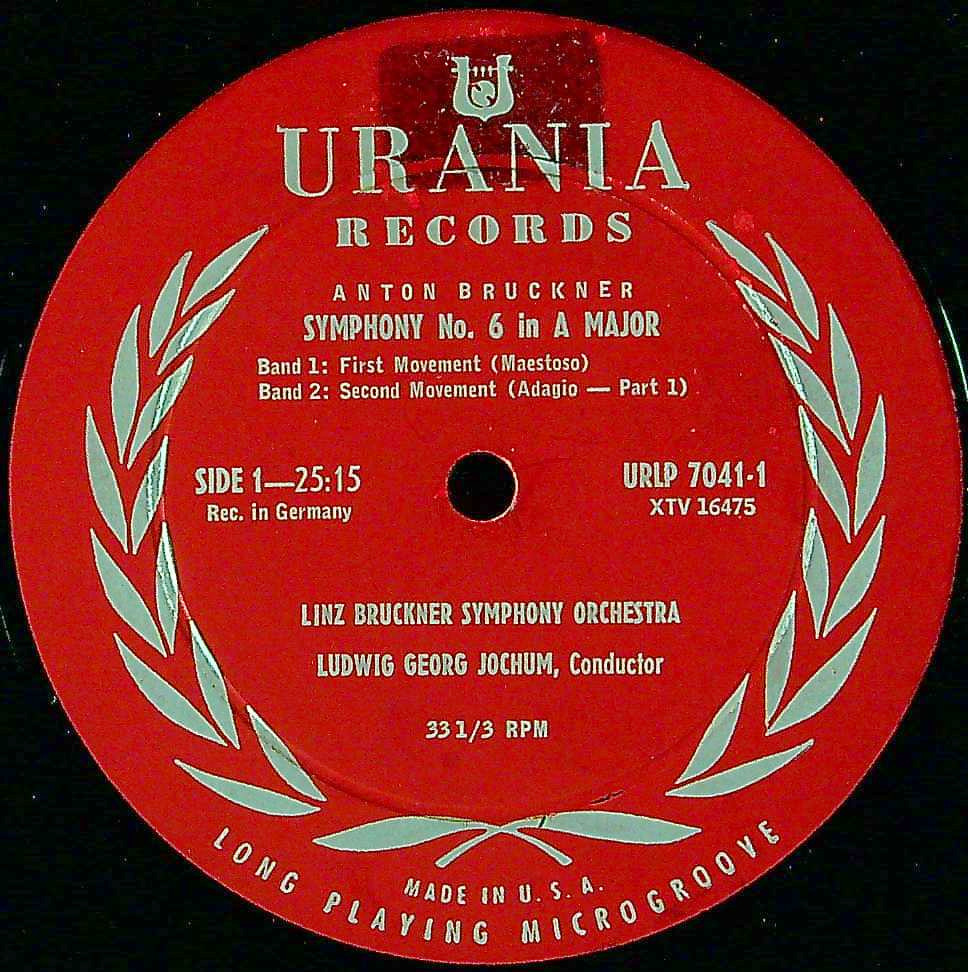 URANIA
RECORDS
ANTON BRUCKNER
SYMPHONY No. 6 in A MAJOR
Band 1: First Movement (Maestoso)
Band 2: Second Movement (Adagio — Part 1)
SIDE 1—25:15
Rec. in Germany
URLP 7041-1
XTV 16475
LINZ BRUCKNER SYMPHONY ORCHESTRA
LUDWIG GEORG JOCHUM, Conductor
33 1/3 RPM
MADE IN U. S. A.
LONG PLAYING MICROGROOVE